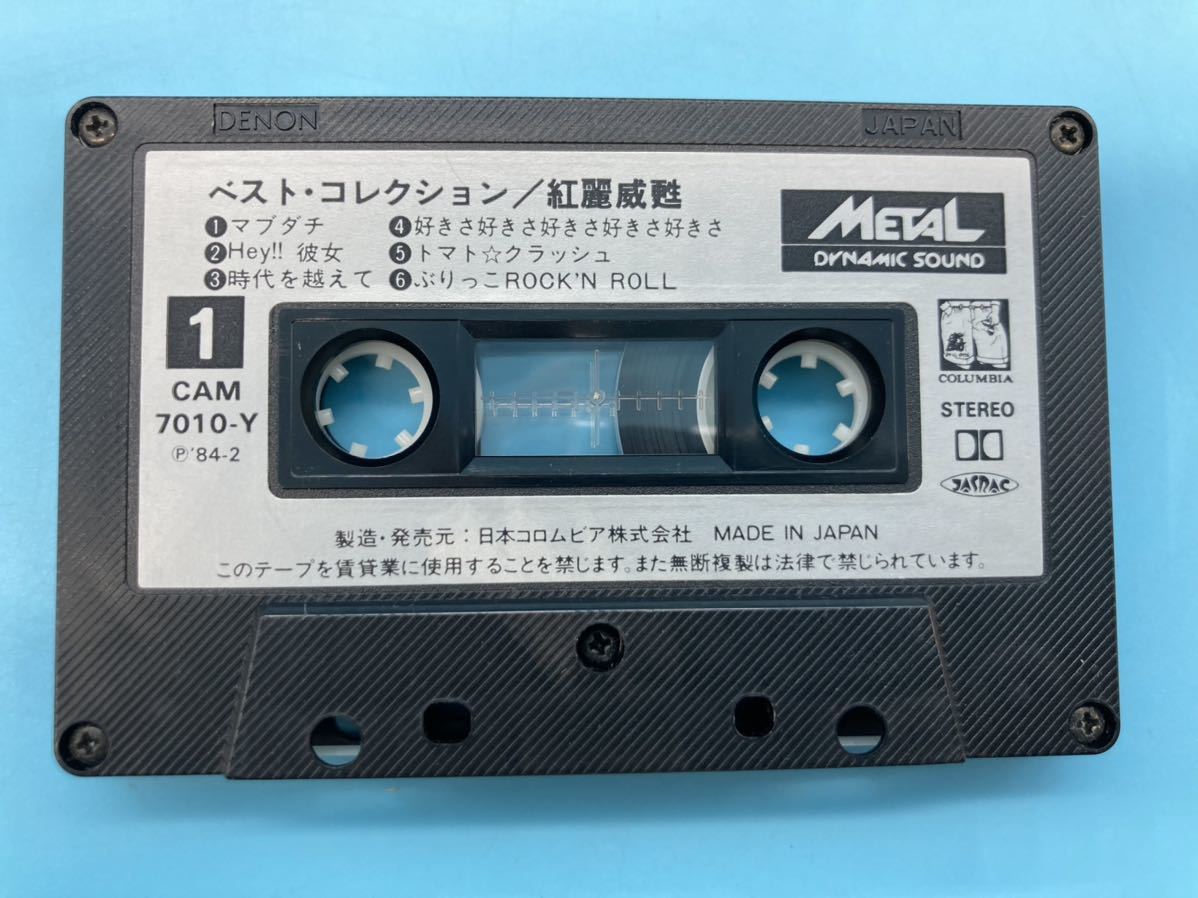 DENON
JAPAN
ベスト・コレクション／紅麗威甦
❶マブダチ
❷Hey!! 彼女
❸時代を越えて
❹好きさ好きさ好きさ好きさ好きさ
❺トマト☆クラッシュ
❻ぶりっこROCK'N ROLL
METAL
DYNAMIC SOUND
1
CAM
7010-Y
Ⓟ'84-2
COLUMBIA
STEREO
JASRAC
製造・発売元：日本コロムビア株式会社 MADE IN JAPAN
このテープを賃貸業に使用することを禁じます。また無断複製は法律で禁じられています。